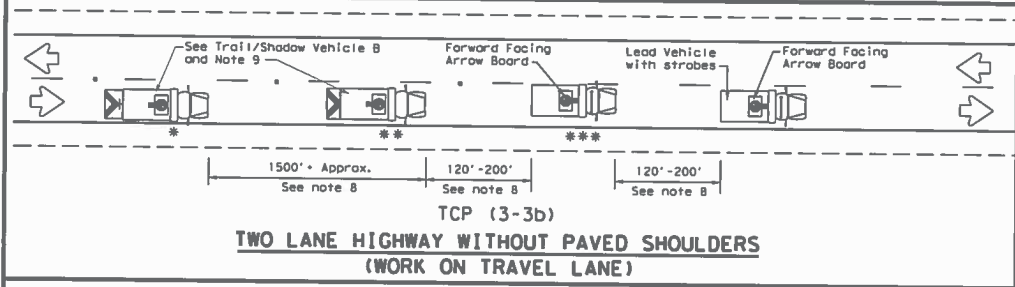 See Trail/Shadow Vehicle B
and Note 9
Forward Facing
Arrow Board
Lead Vehicle
with strobes
Forward Facing
Arrow Board
*
**
***
1500'+ Approx.
See note 8
120'-200'
See note 8
120'-200'
See note 8
TCP (3-3b)
TWO LANE HIGHWAY WITHOUT PAVED SHOULDERS
(WORK ON TRAVEL LANE)